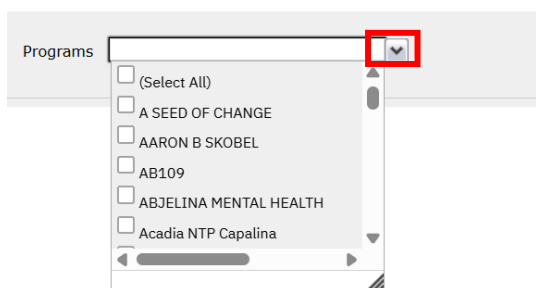 Programs
(Select All)
A SEED OF CHANGE
AARON B SKOBEL
AB109
ABJELINA MENTAL HEALTH
Acadia NTP Capalina